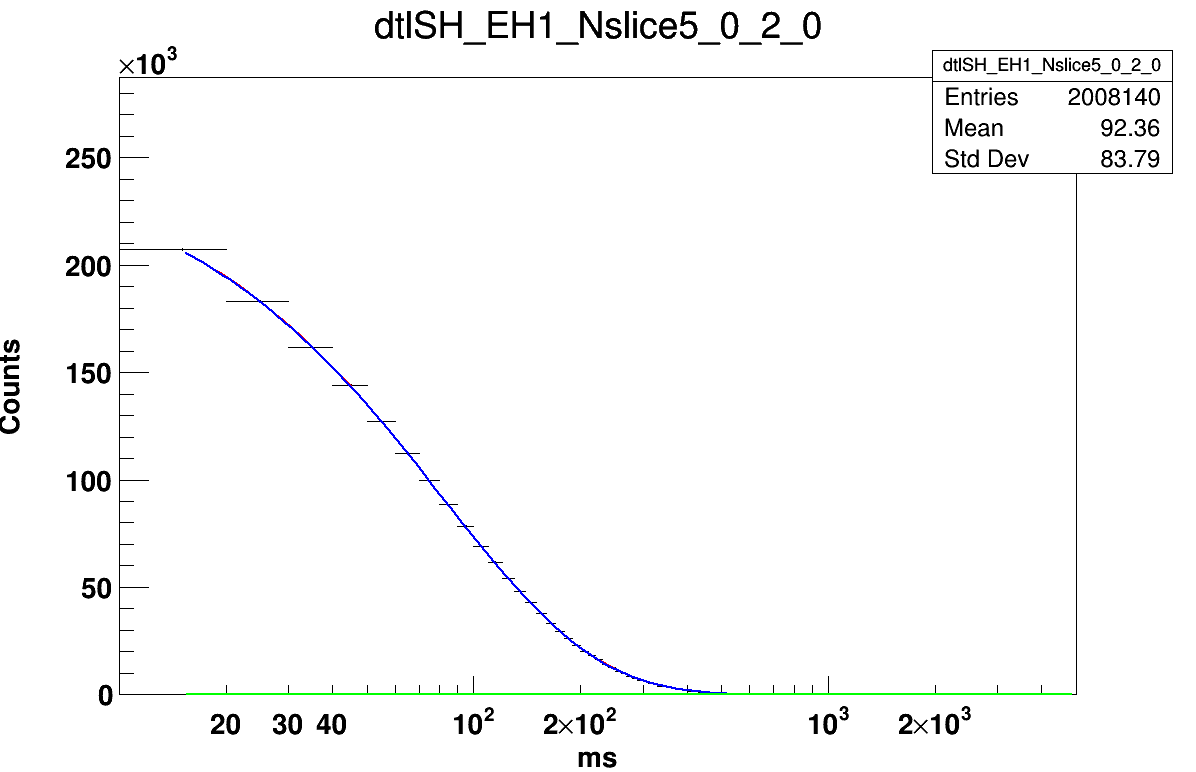 dtlSH_EH1_Nslice5_0_2_0
×10³
dtlSH_EH1_Nslice5_0_2_0
Entries 2008140
Mean 92.36
Std Dev 83.79
250
200
150
100
50
0
Counts
20 30 40 10² 2×10² 10³ 2×10³
ms